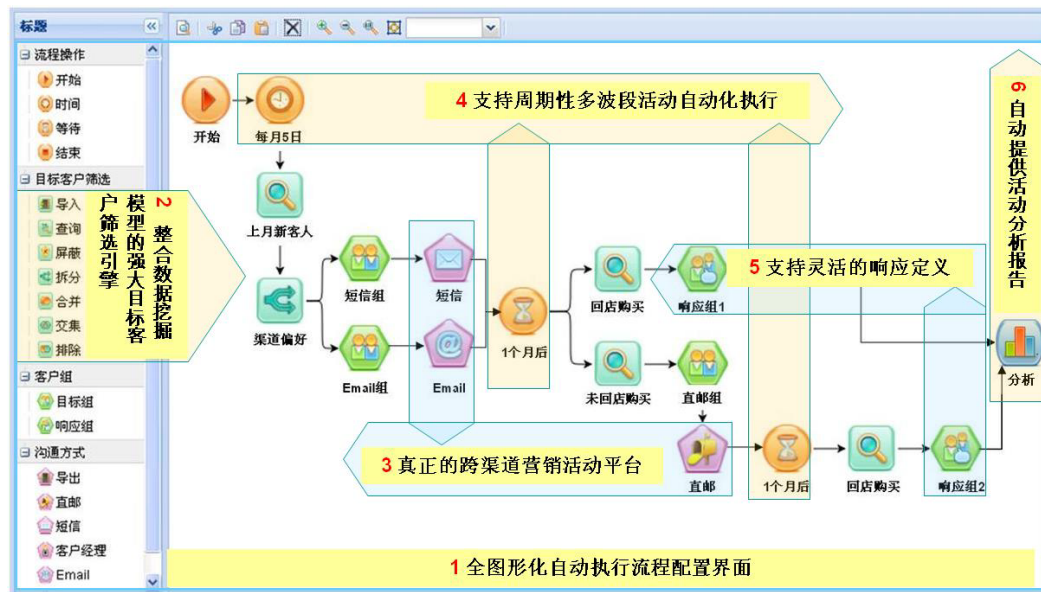 标题
流程操作
开始
时间
等待
结束
目标客户筛选
导入
查询
屏蔽
拆分
合并
交集
排除
客户组
目标组
响应组
沟通方式
导出
直邮
短信
客户经理
Email
2 整合数据挖掘
模型的强大目标客
户筛选引擎
开始
每月5日
4 支持周期性多波段活动自动化执行
上月新客人
渠道偏好
短信组
短信
Email组
Email
1个月后
回店购买
响应组1
5 支持灵活的响应定义
未回店购买
直邮组
3 真正的跨渠道营销活动平台
直邮
1个月后
回店购买
响应组2
6 自动提供活动分析报告
分析
1 全图形化自动执行流程配置界面